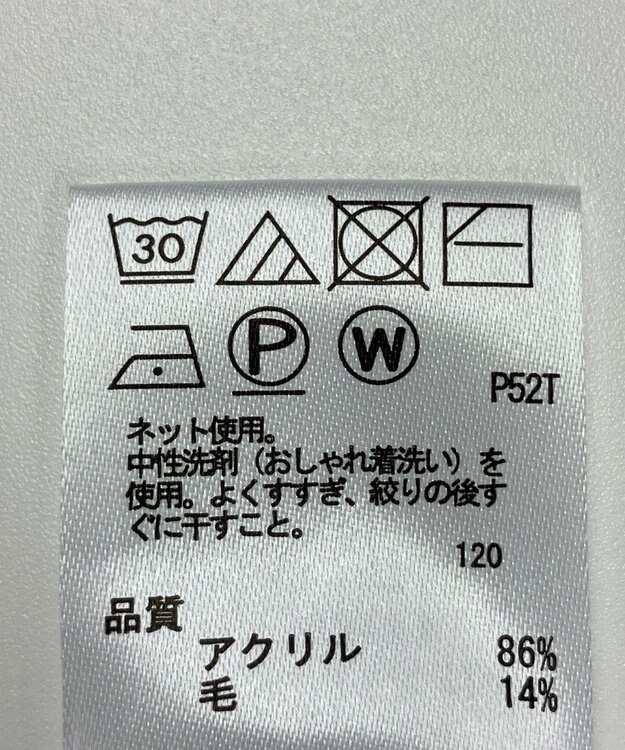 30
P W
P52T
ネット使用。
中性洗剤（おしゃれ着洗い）を
使用。よくすすぎ、絞りの後す
ぐに干すこと。
120
品質
アクリル 86%
毛 14%